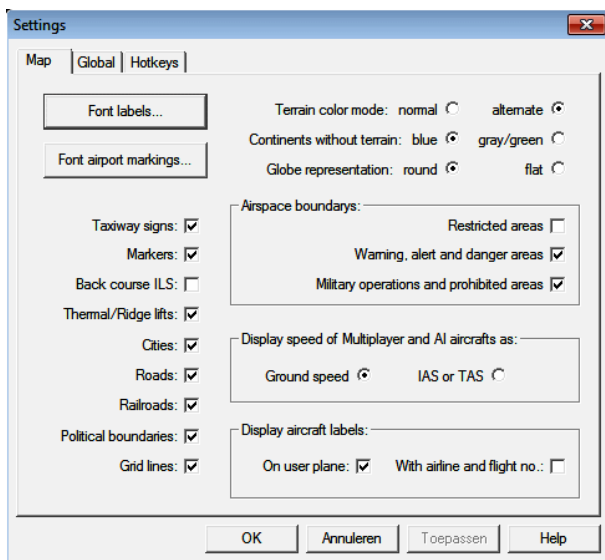 Settings
Map Global Hotkeys
Font labels...
Font airport markings...
Terrain color mode: normal alternate
Continents without terrain: blue gray/green
Globe representation: round flat
Taxiway signs:
Markers:
Back course ILS:
Thermal/Ridge lifts:
Cities:
Roads:
Railroads:
Political boundaries:
Grid lines:
Airspace boundarys:
Restricted areas
Warning, alert and danger areas
Military operations and prohibited areas
Display speed of Multiplayer and AI aircrafts as:
Ground speed IAS or TAS
Display aircraft labels:
On user plane: With airline and flight no.:
OK Annuleren Toepassen Help